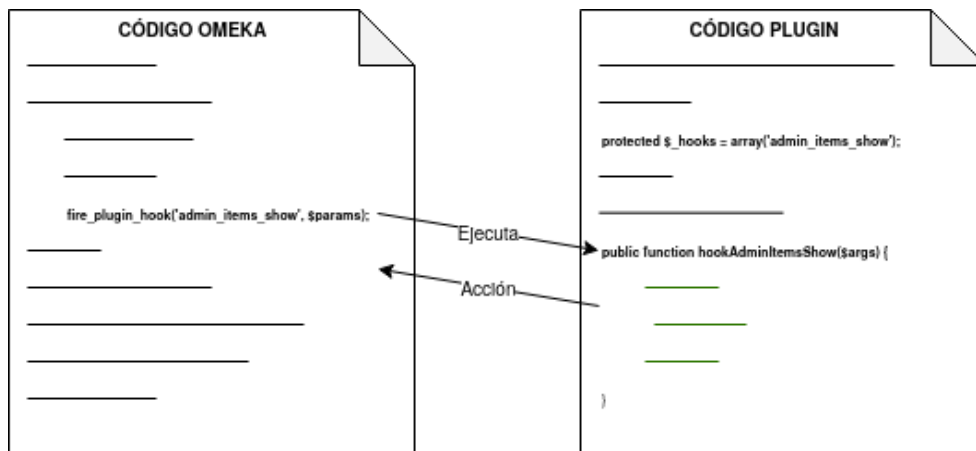 CÓDIGO OMEKA
fire_plugin_hook('admin_items_show', $params);
Ejecuta
Acción
CÓDIGO PLUGIN
protected $_hooks = array('admin_items_show');
public function hookAdminItemsShow($args) {
}